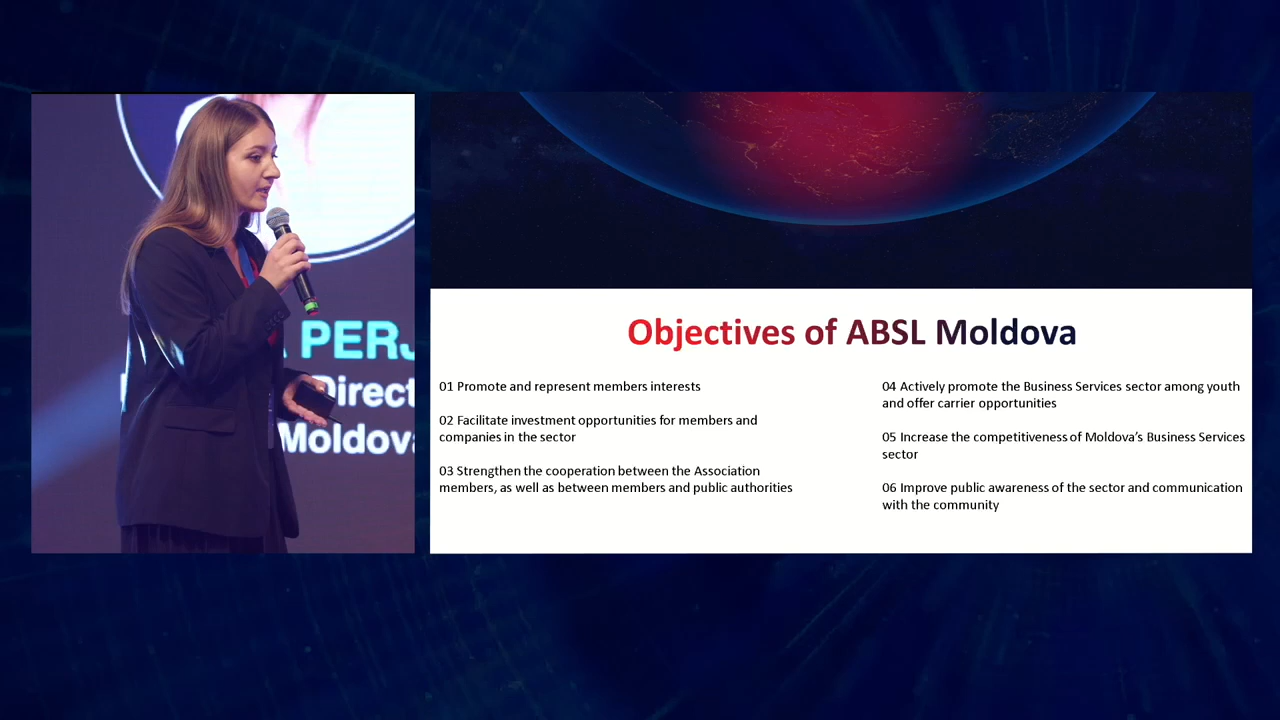 PERJ
Direct
Moldova
Objectives of ABSL Moldova
01 Promote and represent members interests
02 Facilitate investment opportunities for members and
companies in the sector
03 Strengthen the cooperation between the Association
members, as well as between members and public authorities
04 Actively promote the Business Services sector among youth
and offer carrier opportunities
05 Increase the competitiveness of Moldova's Business Services
sector
06 Improve public awareness of the sector and communication
with the community